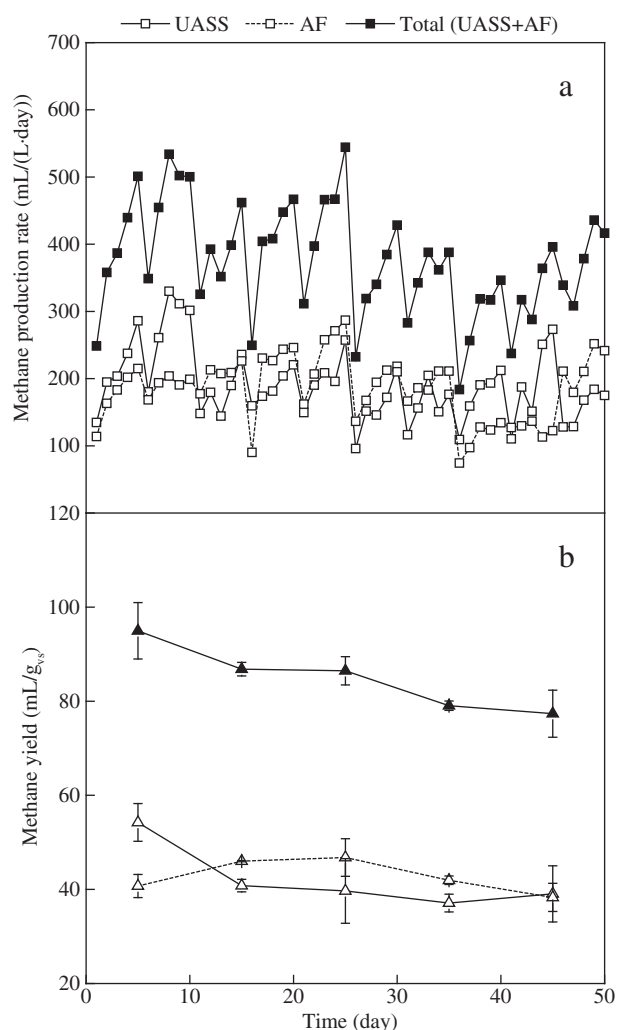 UASS AF Total (UASS+AF)
700
a
600
500
400
300
200
100
Methane production rate (mL/(L·day))
120
b
100
80
60
40
20
Methane yield (mL/gvs)
0 10 20 30 40 50
Time (day)